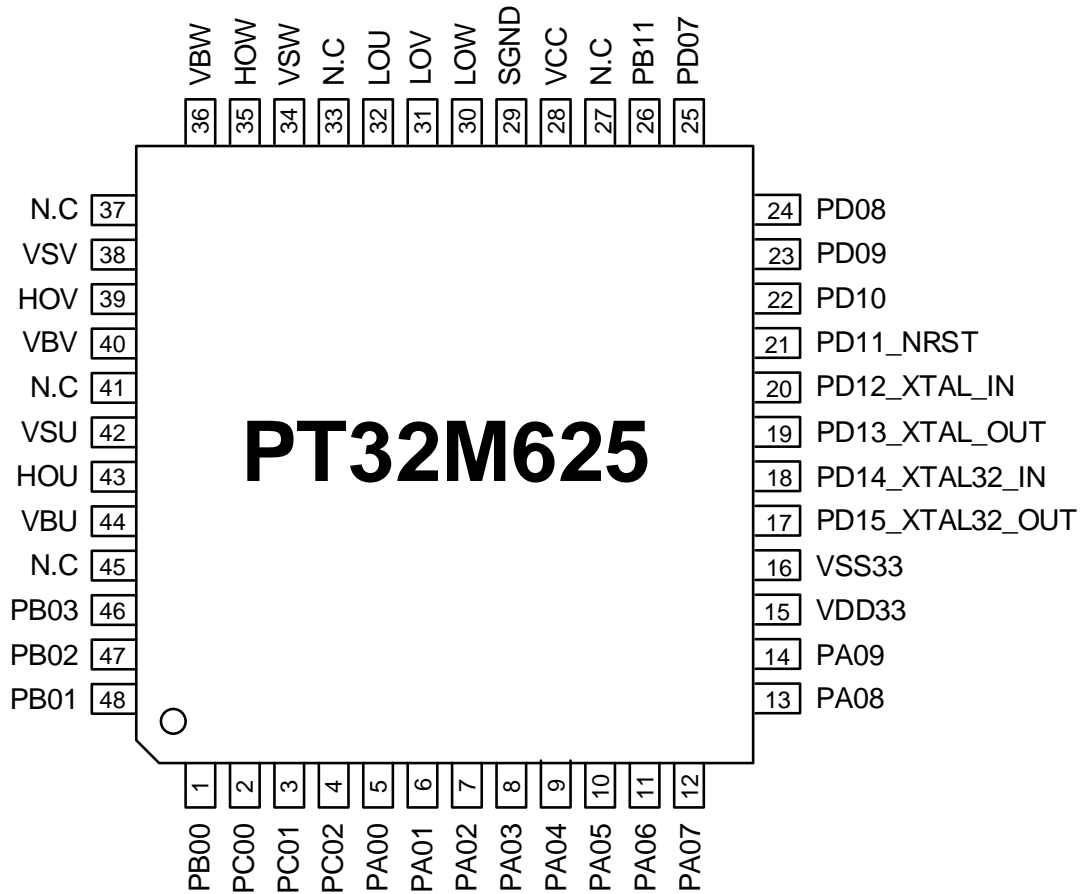 VBW HOW VSW N.C LOU LOV LOW SGND VCC N.C PB11 PD07
36 35 34 33 32 31 30 29 28 27 26 25
N.C 37
VSV 38
HOV 39
VBV 40
N.C 41
VSU 42
HOU 43
VBU 44
N.C 45
PB03 46
PB02 47
PB01 48
PT32M625
24 PD08
23 PD09
22 PD10
21 PD11_NRST
20 PD12_XTAL_IN
19 PD13_XTAL_OUT
18 PD14_XTAL32_IN
17 PD15_XTAL32_OUT
16 VSS33
15 VDD33
14 PA09
13 PA08
1 2 3 4 5 6 7 8 9 10 11 12
PB00 PC00 PC01 PC02 PA00 PA01 PA02 PA03 PA04 PA05 PA06 PA07